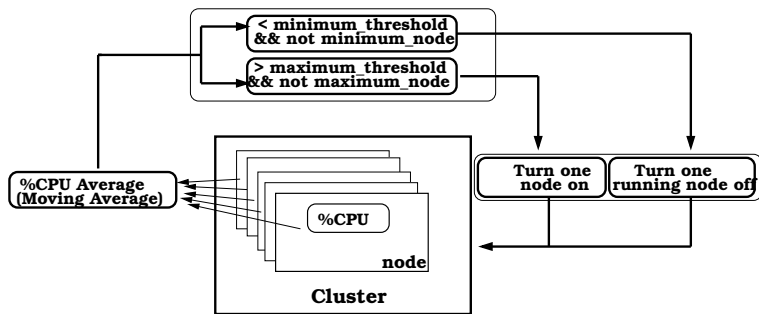 < minimum_threshold
&& not minimum_node
> maximum_threshold
&& not maximum_node
%CPU Average
(Moving Average)
%CPU
node
Cluster
Turn one
node on
Turn one
running node off